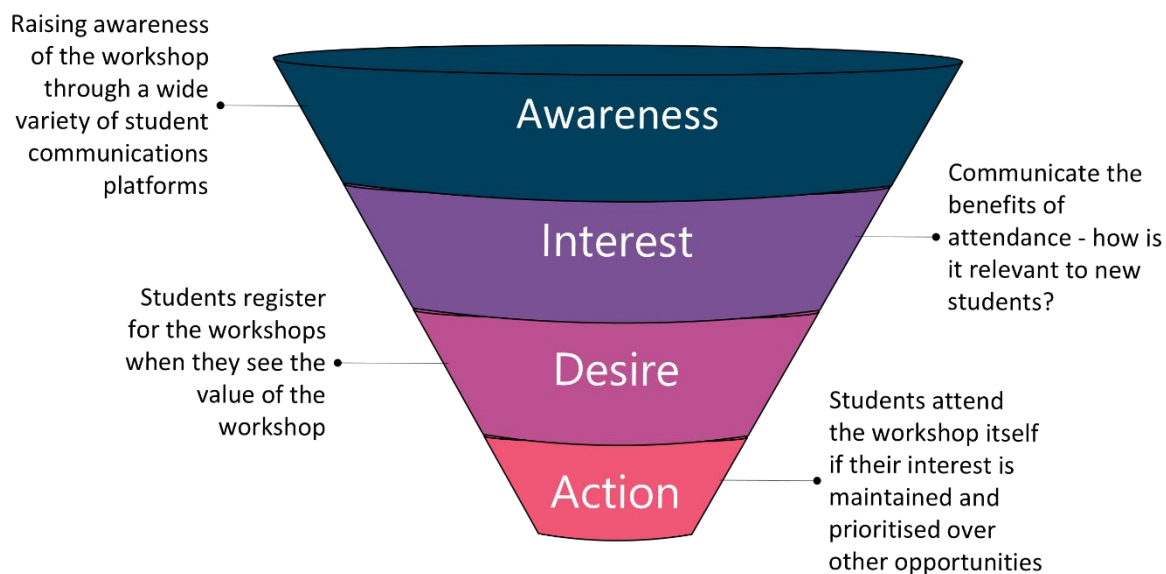 Raising awareness
of the workshop
through a wide
variety of student
communications
platforms
Awareness
Communicate the
benefits of
attendance - how is
it relevant to new
students?
Interest
Students register
for the workshops
when they see the
value of the
workshop
Desire
Students attend
the workshop itself
if their interest is
maintained and
prioritised over
other opportunities
Action